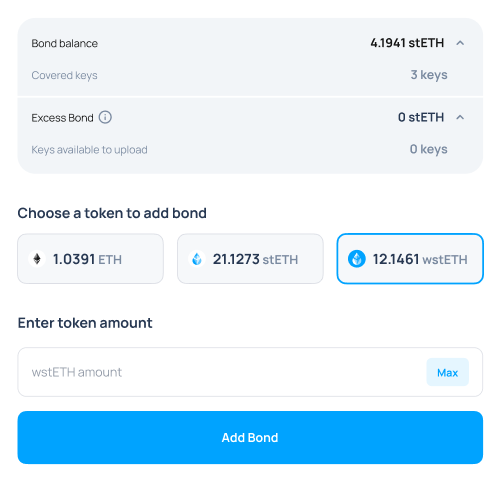 Bond balance 4.1941 stETH
Covered keys 3 keys
Excess Bond 0 stETH
Keys available to upload 0 keys
Choose a token to add bond
1.0391 ETH 21.1273 stETH 12.1461 wstETH
Enter token amount
wstETH amount Max
Add Bond